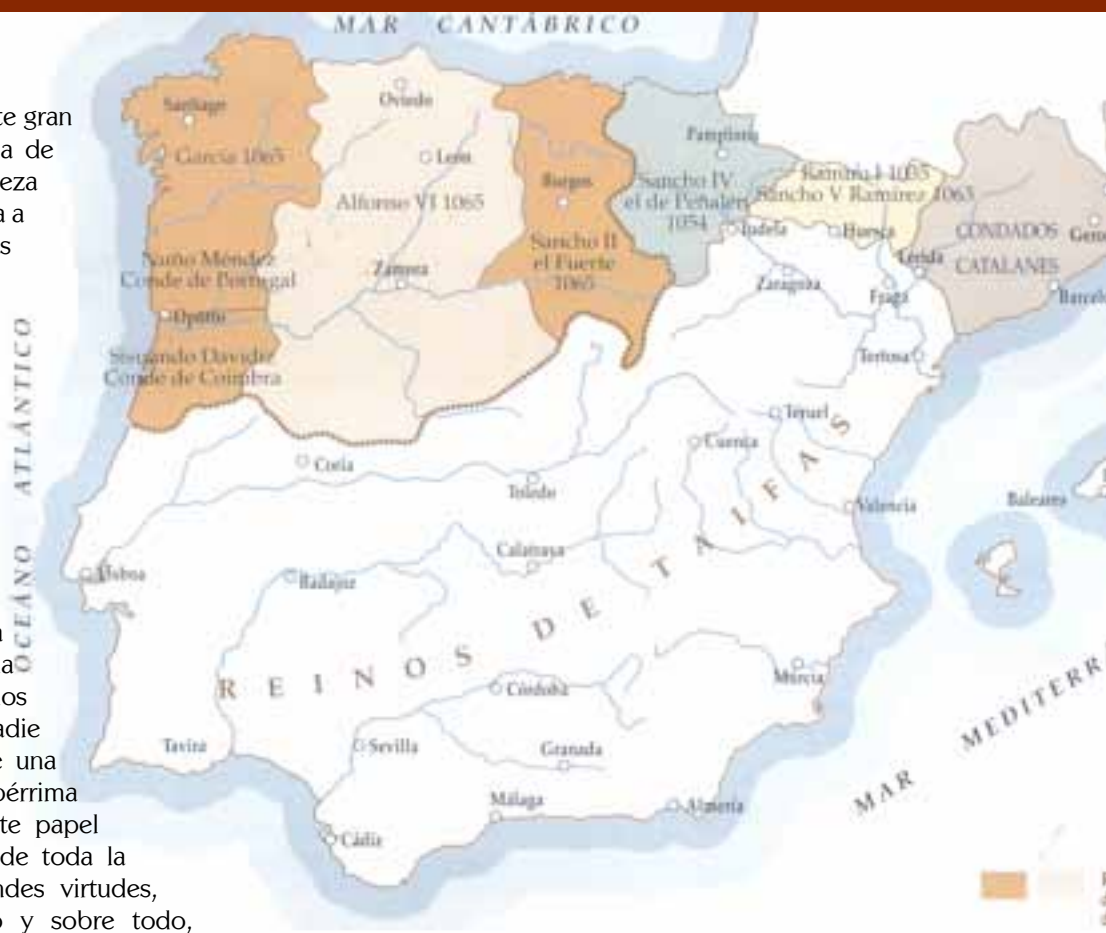 MAR CANTÁBRICO
te gran
a de
eza
a a
s
Santiago
García 1065
Oviedo
León
Alfonso VI 1065
Zamora
Nuño Méndez
Conde de Portugal
Oporto
Sisnando Davídiz
Conde de Coimbra
Burgos
Sancho II
el Fuerte
1065
Pamplona
Sancho IV
el de Peñalén
1054
Ramiro I 1035
Sancho V Ramírez 1063
Tudela
Huesca
Lérida
CONDADOS
CATALANES
Zaragoza
Fraga
Tortosa
Teruel
Cuenca
Coria
Toledo
Valencia
Baleares
OCEANO ATLÁNTICO
Lisboa
Badajoz
Calatrava
REINOS DE TAIFAS
Córdoba
Murcia
Tavira
Sevilla
Granada
Málaga
Almería
Cádiz
MAR MEDITERR
a
os
adie
e una
bérrima
te papel
de toda la
ndes virtudes,
o y sobre todo,